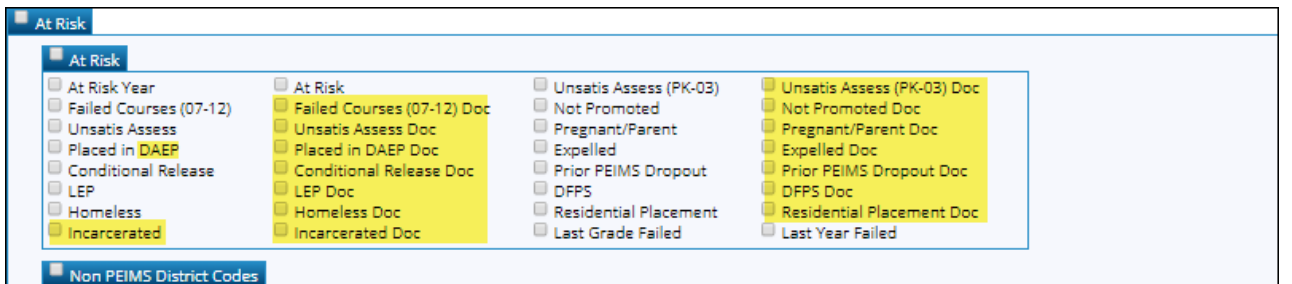 At Risk
At Risk
At Risk Year At Risk Unsatis Assess (PK-03) Unsatis Assess (PK-03) Doc
Failed Courses (07-12) Failed Courses (07-12) Doc Not Promoted Not Promoted Doc
Unsatis Assess Unsatis Assess Doc Pregnant/Parent Pregnant/Parent Doc
Placed in DAEP Placed in DAEP Doc Expelled Expelled Doc
Conditional Release Conditional Release Doc Prior PEIMS Dropout Prior PEIMS Dropout Doc
LEP LEP Doc DFPS DFPS Doc
Homeless Homeless Doc Residential Placement Residential Placement Doc
Incarcerated Incarcerated Doc Last Grade Failed Last Year Failed
Non PEIMS District Codes